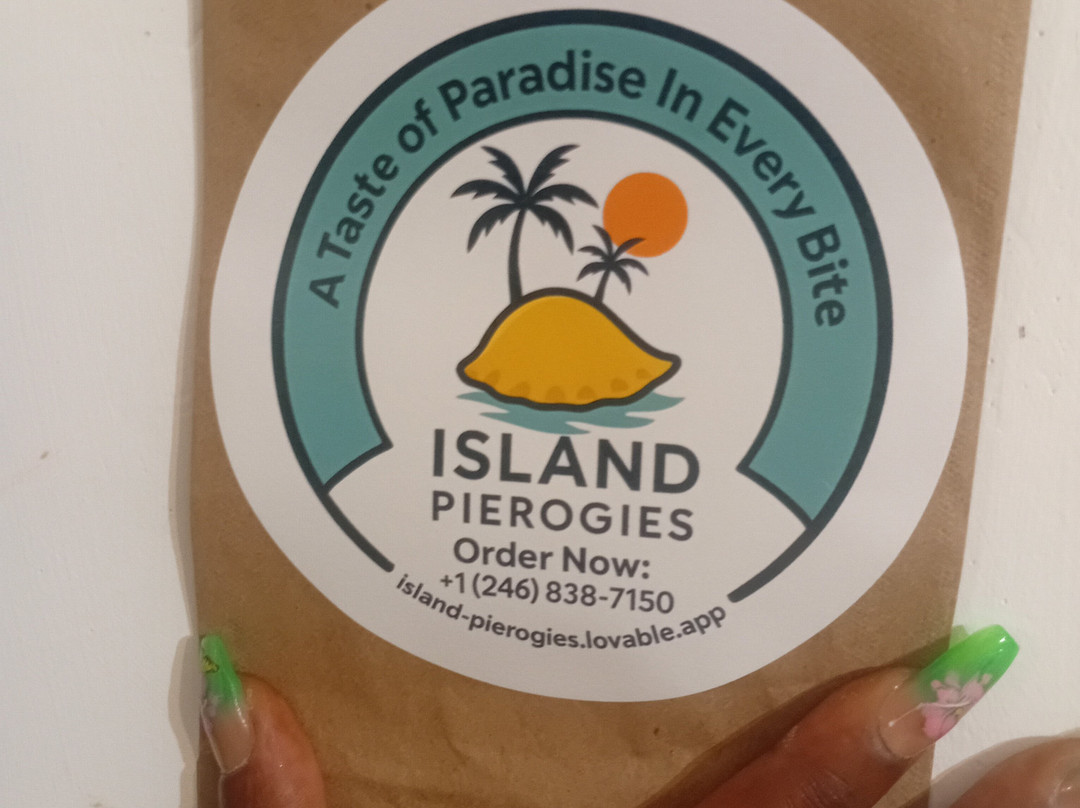 A Taste of Paradise In Every Bite
ISLAND
PIEROGIES
Order Now:
+1 (246) 838-7150
island-pierogies.lovable.app